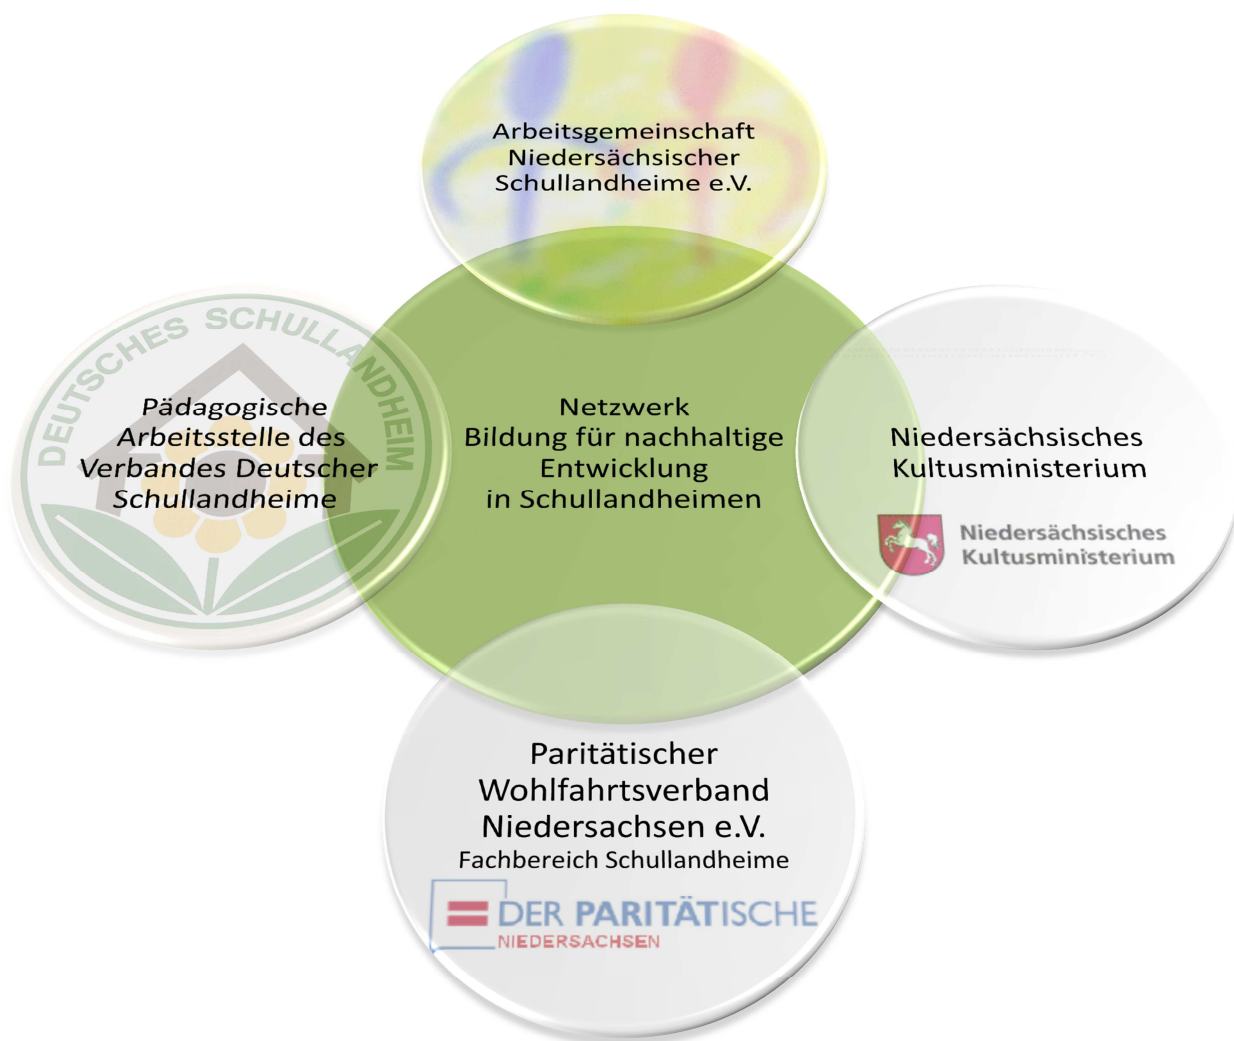 Arbeitsgemeinschaft
Niedersächsischer
Schullandheime e.V.
DEUTSCHES SCHULLANDHEIM
Pädagogische
Arbeitsstelle des
Verbandes Deutscher
Schullandheime
Netzwerk
Bildung für nachhaltige
Entwicklung
in Schullandheimen
Niedersächsisches
Kultusministerium
Niedersächsisches
Kultusministerium
Paritätischer
Wohlfahrtsverband
Niedersachsen e.V.
Fachbereich Schullandheime
DER PARITÄTISCHE
NIEDERSACHSEN